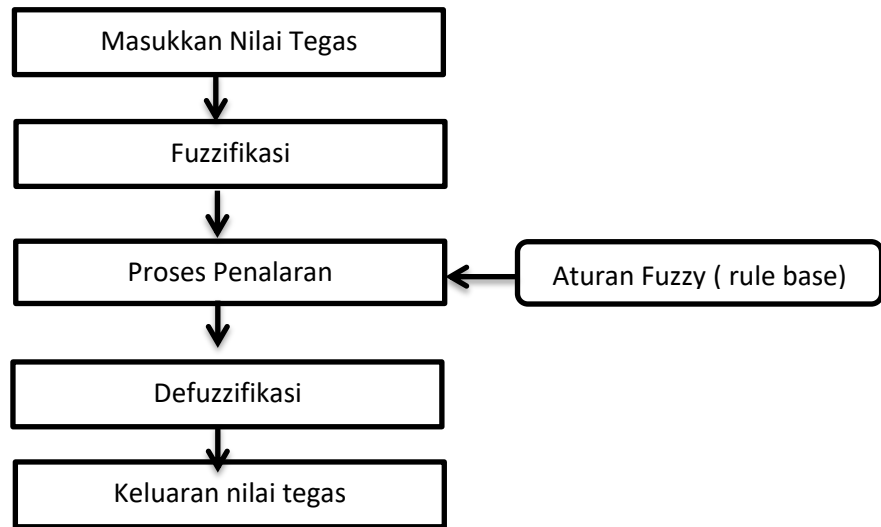 Masukkan Nilai Tegas
Fuzzifikasi
Proses Penalaran
Aturan Fuzzy ( rule base)
Defuzzifikasi
Keluaran nilai tegas